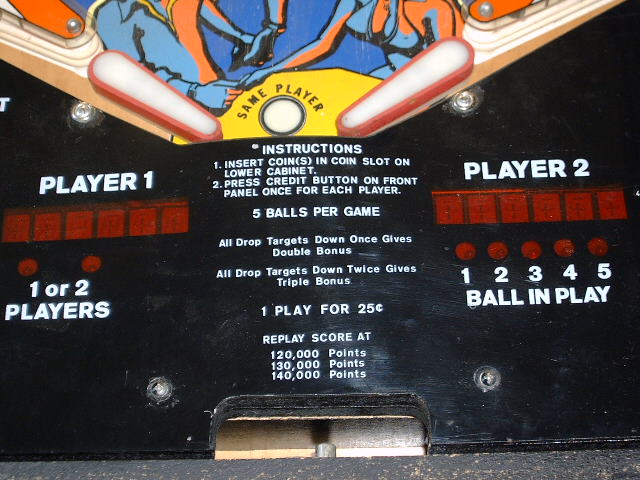 SAME PLAYER
INSTRUCTIONS
1. INSERT COIN(S) IN COIN SLOT ON
LOWER CABINET.
2. PRESS CREDIT BUTTON ON FRONT
PANEL ONCE FOR EACH PLAYER.
5 BALLS PER GAME
All Drop Targets Down Once Gives
Double Bonus
All Drop Targets Down Twice Gives
Triple Bonus
1 PLAY FOR 25¢
REPLAY SCORE AT
120,000 Points
130,000 Points
140,000 Points
PLAYER 1
1 or 2
PLAYERS
PLAYER 2
1 2 3 4 5
BALL IN PLAY